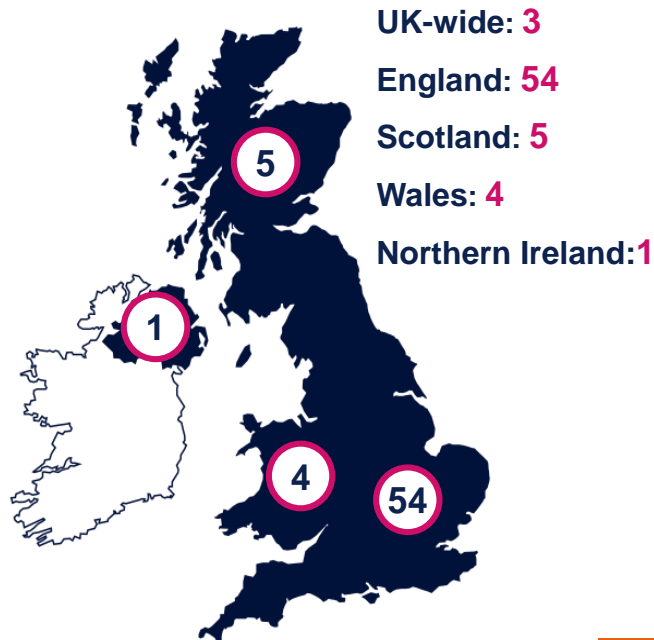 UK-wide: 3
England: 54
Scotland: 5
Wales: 4
Northern Ireland:1
5
1
4
54